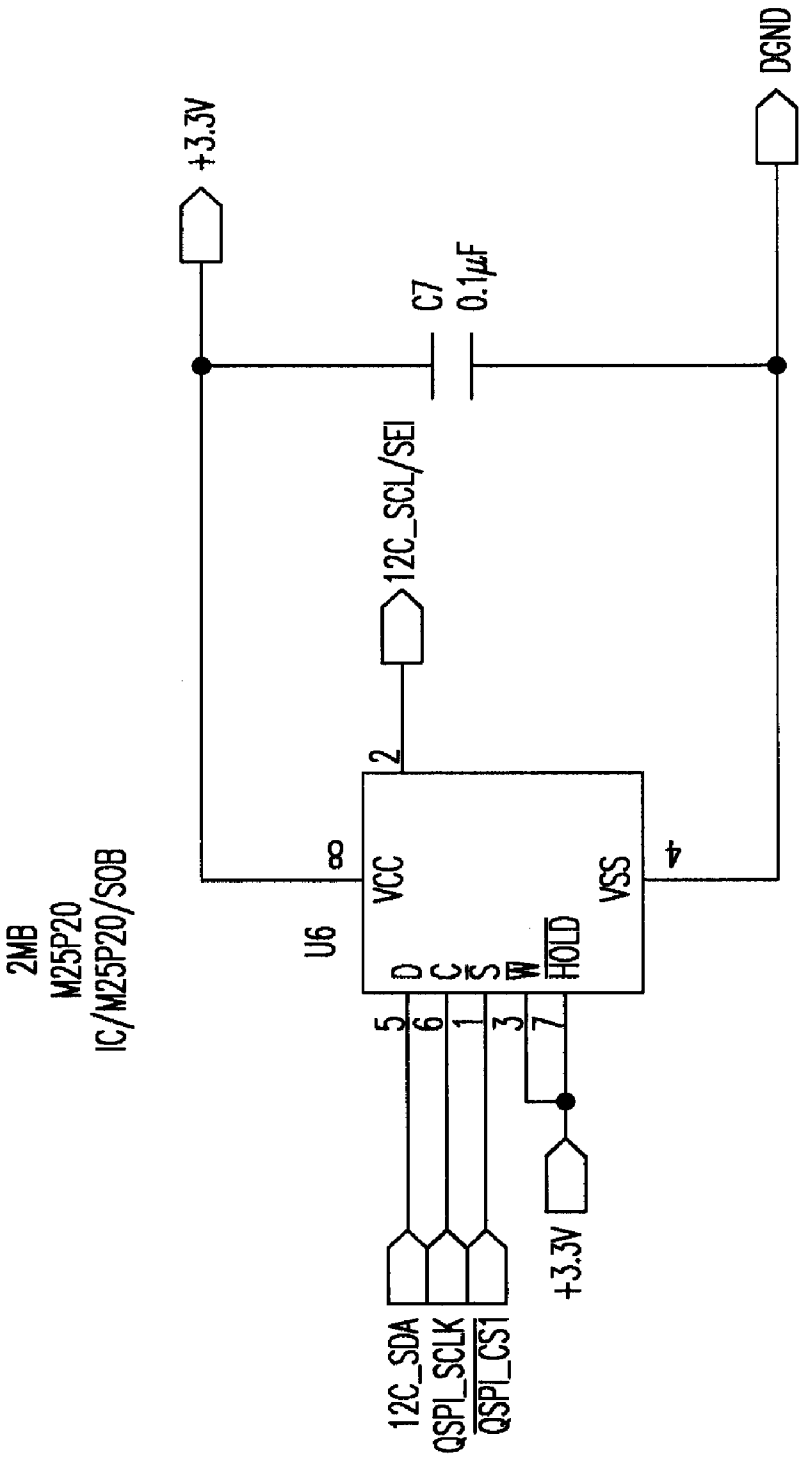 2MB
M25P20
IC/M25P20/SOB
U6
8
VCC
+3.3V
12C_SDA
5
D
QSPI_SCLK
6
C
QSPI_CS1
1
S
3
W
7
HOLD
+3.3V
2
12C_SCL/SEI
C7
0.1µF
VSS
4
DGND